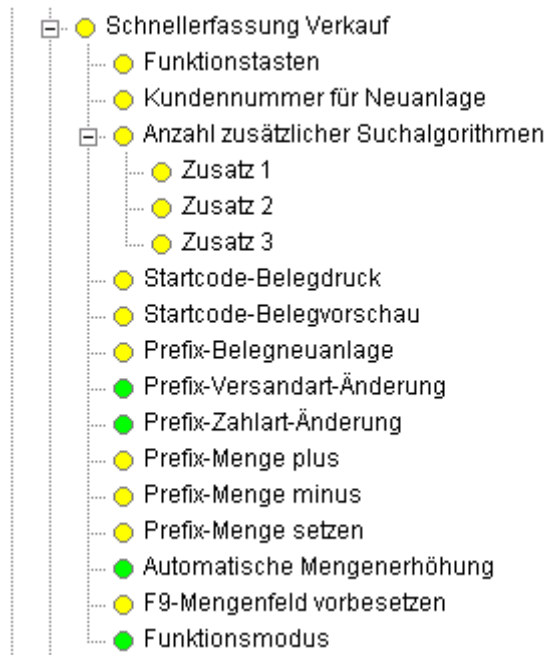 Schnellerfassung Verkauf
Funktionstasten
Kundennummer für Neuanlage
Anzahl zusätzlicher Suchalgorithmen
Zusatz 1
Zusatz 2
Zusatz 3
Startcode-Belegdruck
Startcode-Belegvorschau
Prefix-Belegneuanlage
Prefix-Versandart-Änderung
Prefix-Zahlart-Änderung
Prefix-Menge plus
Prefix-Menge minus
Prefix-Menge setzen
Automatische Mengenerhöhung
F9-Mengenfeld vorbesetzen
Funktionsmodus